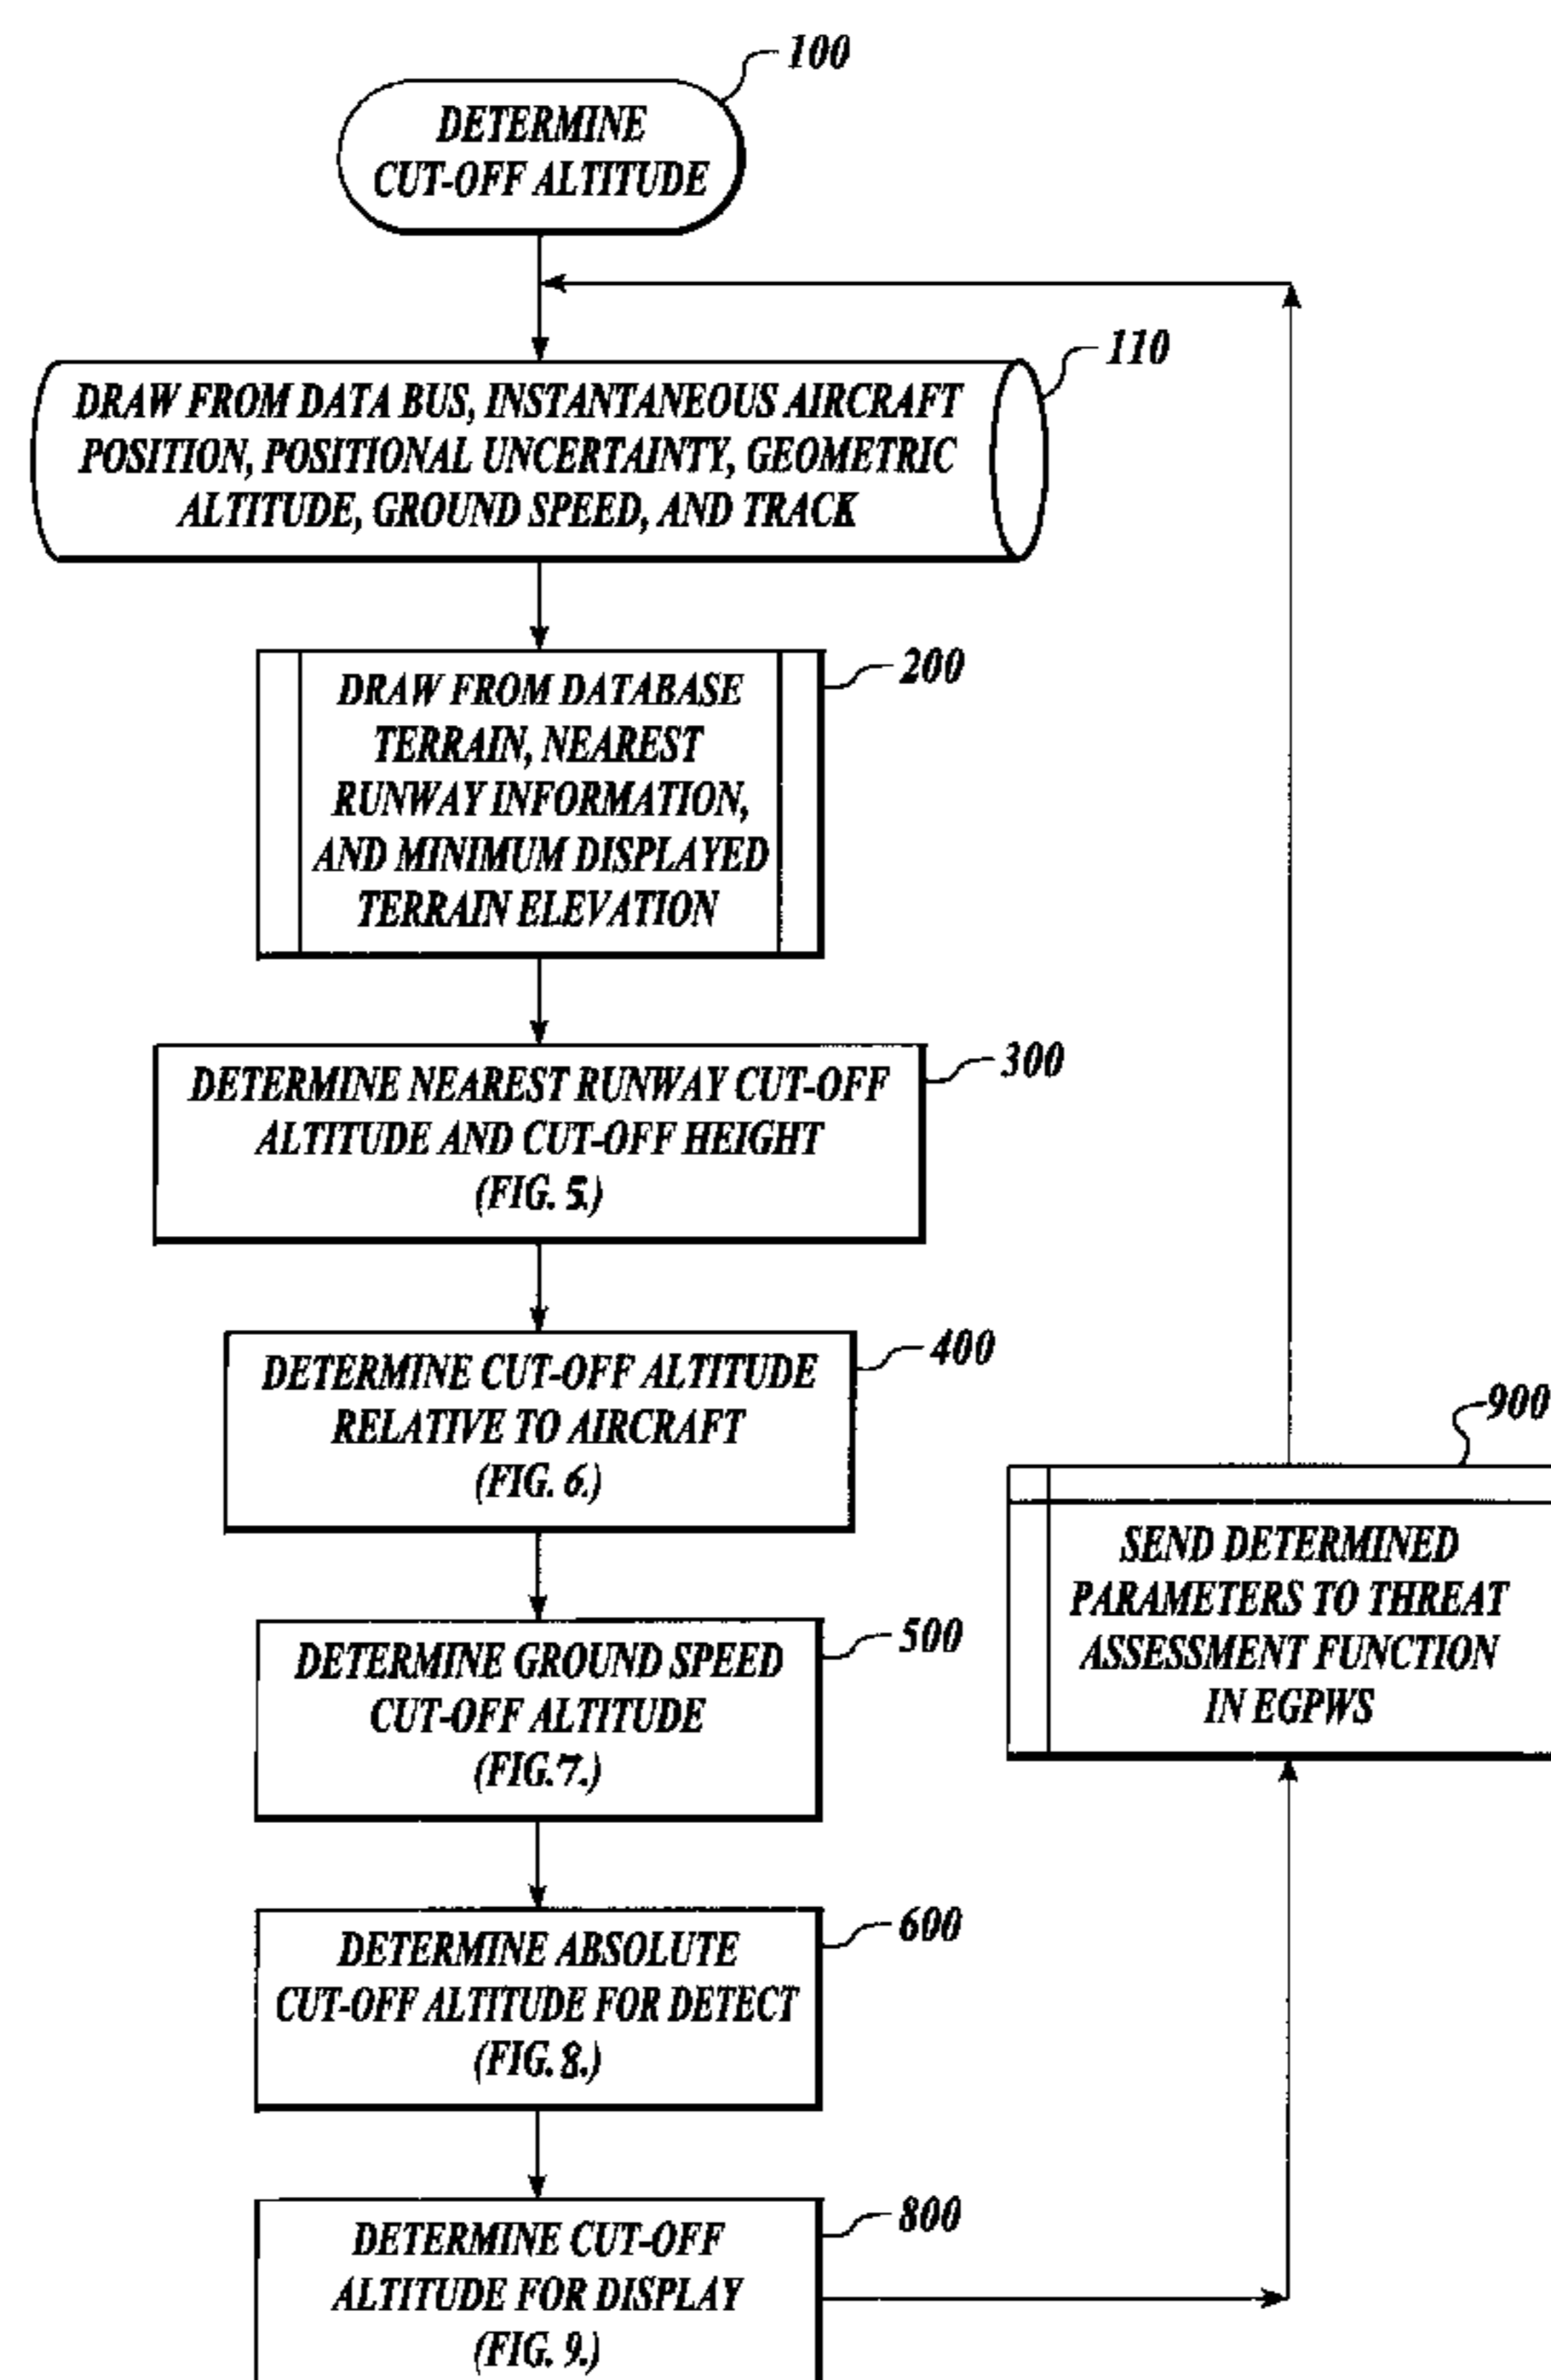 100
DETERMINE
CUT-OFF ALTITUDE
110
DRAW FROM DATA BUS, INSTANTANEOUS AIRCRAFT
POSITION, POSITIONAL UNCERTAINTY, GEOMETRIC
ALTITUDE, GROUND SPEED, AND TRACK
200
DRAW FROM DATABASE
TERRAIN, NEAREST
RUNWAY INFORMATION,
AND MINIMUM DISPLAYED
TERRAIN ELEVATION
300
DETERMINE NEAREST RUNWAY CUT-OFF
ALTITUDE AND CUT-OFF HEIGHT
(FIG. 5.)
400
DETERMINE CUT-OFF ALTITUDE
RELATIVE TO AIRCRAFT
(FIG. 6.)
500
DETERMINE GROUND SPEED
CUT-OFF ALTITUDE
(FIG.7.)
600
DETERMINE ABSOLUTE
CUT-OFF ALTITUDE FOR DETECT
(FIG. 8.)
800
DETERMINE CUT-OFF
ALTITUDE FOR DISPLAY
(FIG. 9.)
900
SEND DETERMINED
PARAMETERS TO THREAT
ASSESSMENT FUNCTION
IN EGPWS